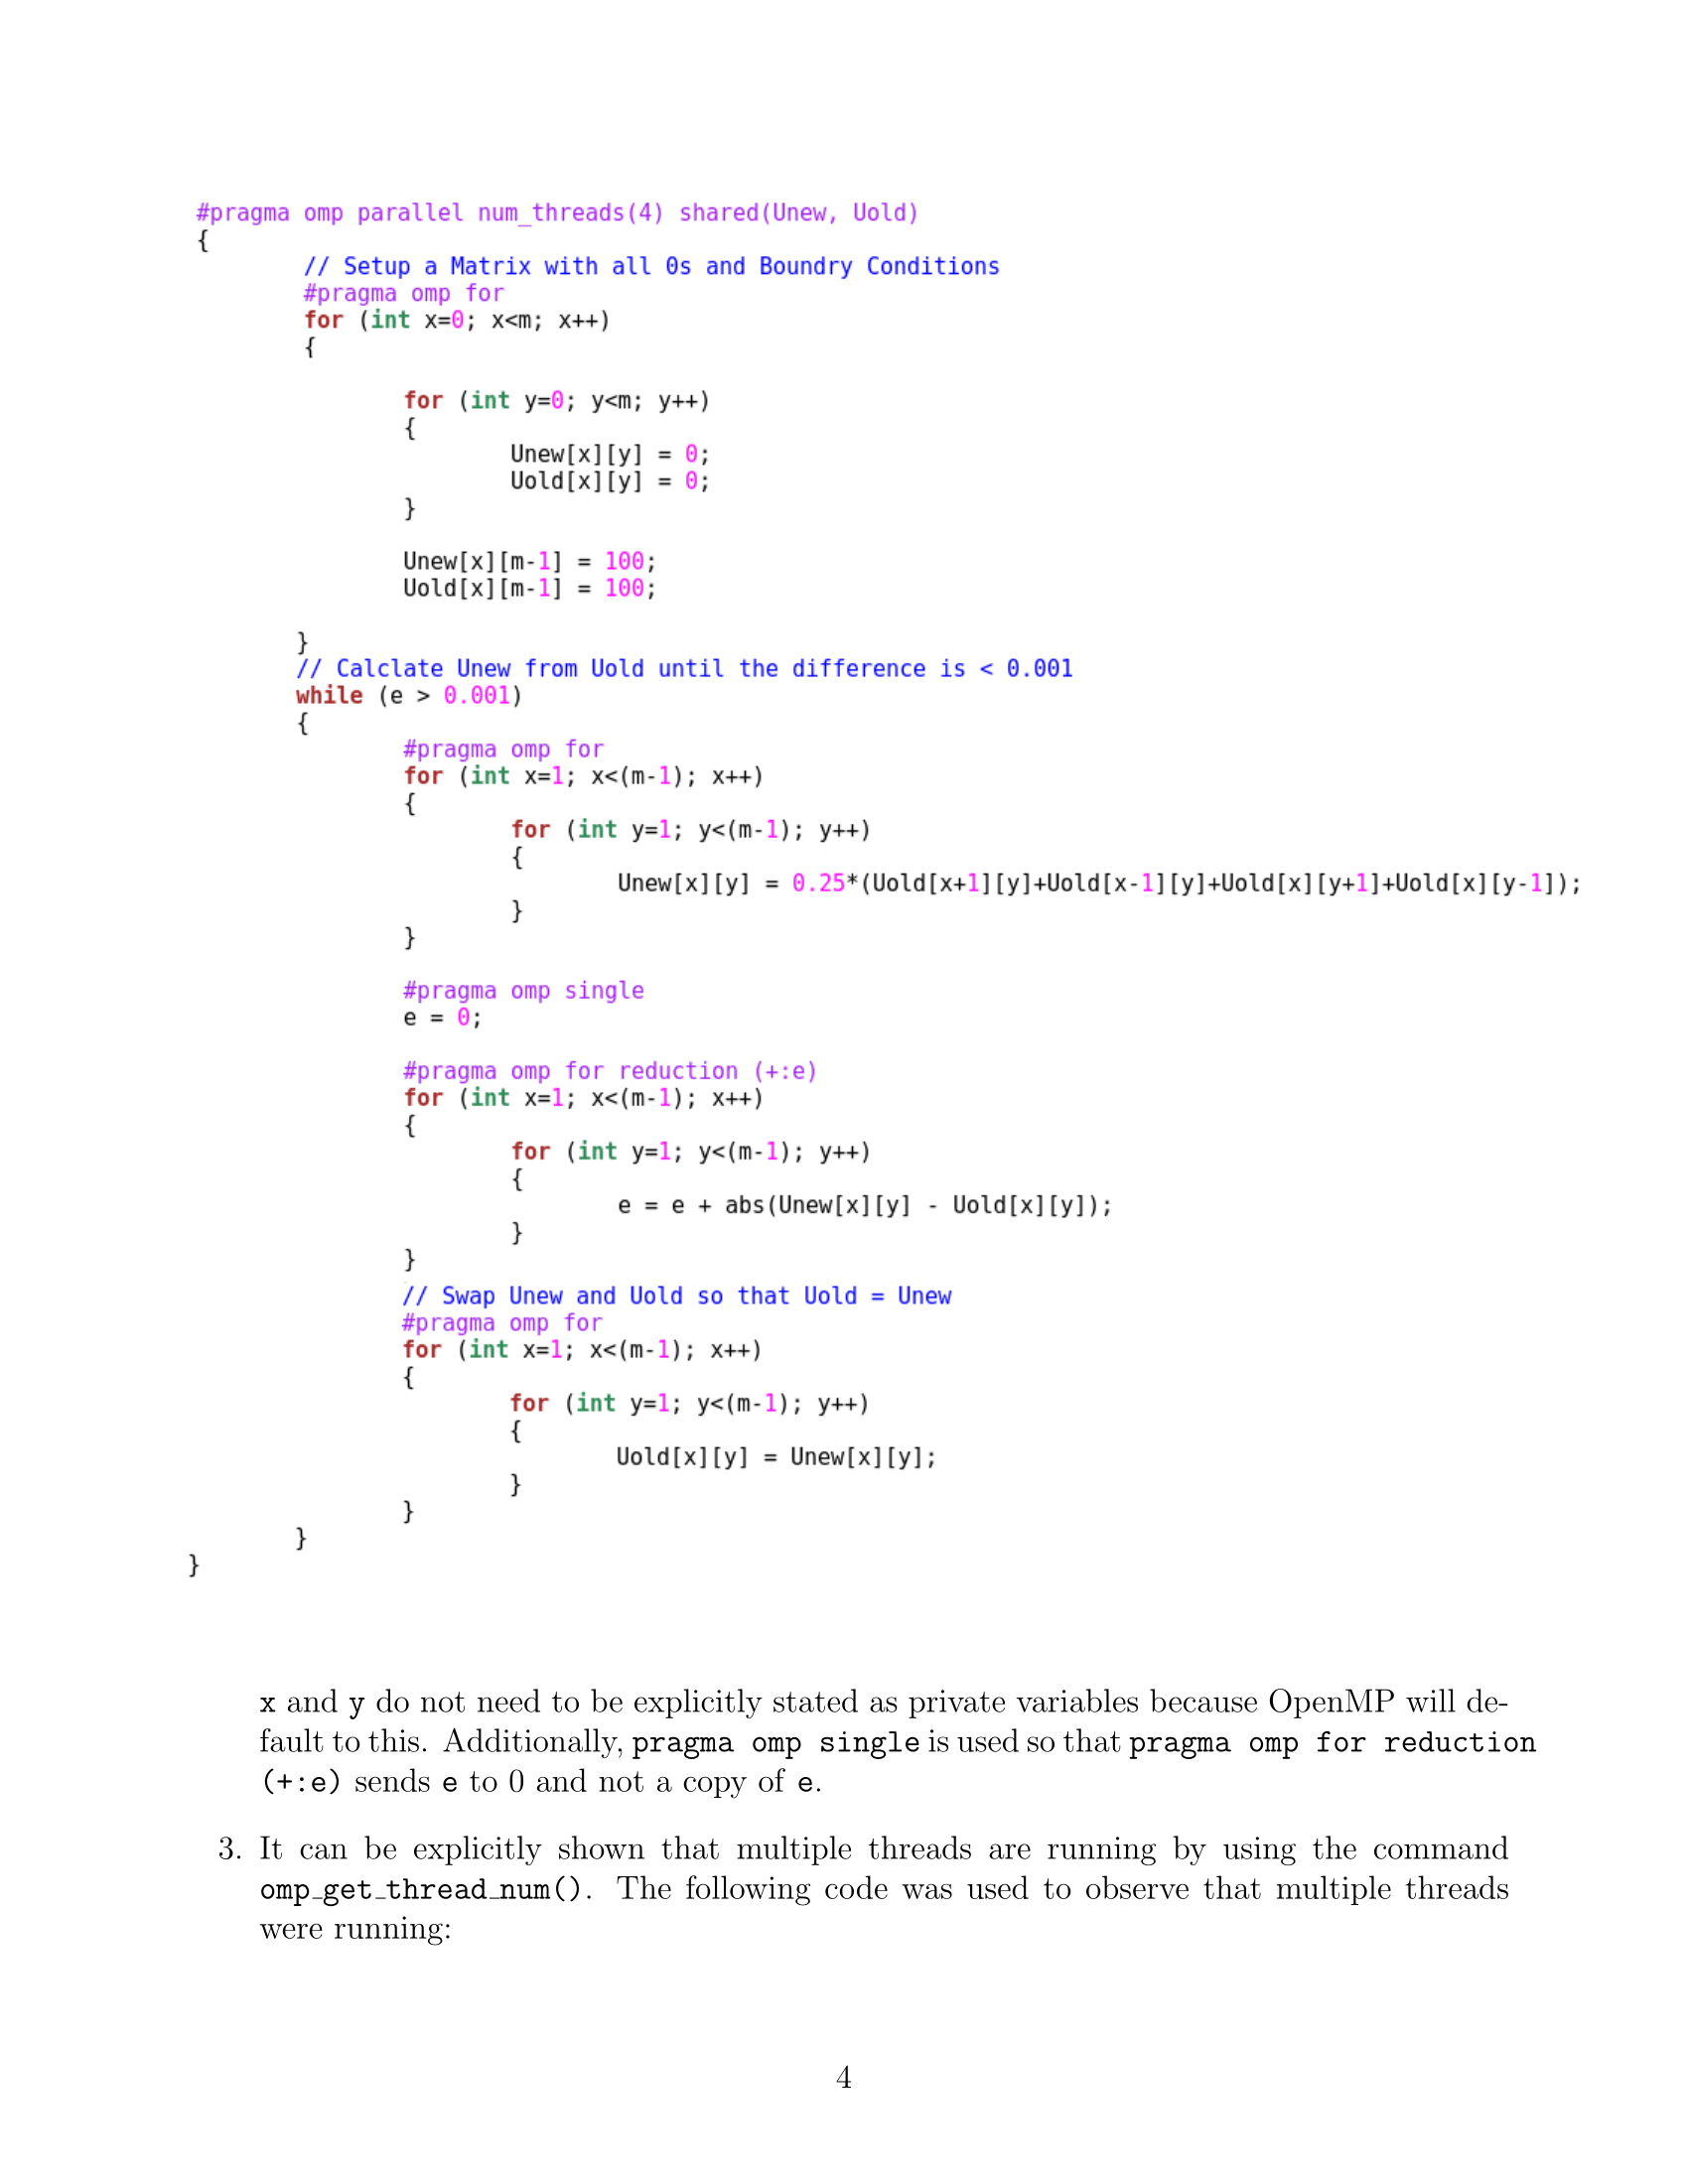 #pragma omp parallel num_threads(4) shared(Unew, Uold)
{
// Setup a Matrix with all 0s and Boundry Conditions
#pragma omp for
for (int x=0; x<m; x++)
{
for (int y=0; y<m; y++)
{
Unew[x][y] = 0;
Uold[x][y] = 0;
}
Unew[x][m-1] = 100;
Uold[x][m-1] = 100;
}
// Calclate Unew from Uold until the difference is < 0.001
while (e > 0.001)
{
#pragma omp for
for (int x=1; x<(m-1); x++)
{
for (int y=1; y<(m-1); y++)
{
Unew[x][y] = 0.25*(Uold[x+1][y]+Uold[x-1][y]+Uold[x][y+1]+Uold[x][y-1]);
}
}
#pragma omp single
e = 0;
#pragma omp for reduction (+:e)
for (int x=1; x<(m-1); x++)
{
for (int y=1; y<(m-1); y++)
{
e = e + abs(Unew[x][y] - Uold[x][y]);
}
}
// Swap Unew and Uold so that Uold = Unew
#pragma omp for
for (int x=1; x<(m-1); x++)
{
for (int y=1; y<(m-1); y++)
{
Uold[x][y] = Unew[x][y];
}
}
}
}
x and y do not need to be explicitly stated as private variables because OpenMP will de-
fault to this. Additionally, pragma omp single is used so that pragma omp for reduction
(+:e) sends e to 0 and not a copy of e.
3. It can be explicitly shown that multiple threads are running by using the command
omp_get_thread_num(). The following code was used to observe that multiple threads
were running:
4